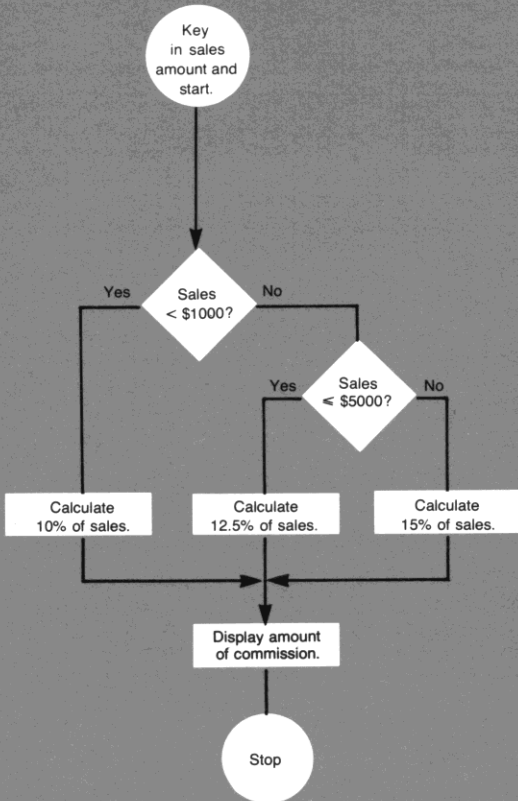 Key
in sales
amount and
start.
Yes
Sales
< $1000?
No
Yes
Sales
≤ $5000?
No
Calculate
10% of sales.
Calculate
12.5% of sales.
Calculate
15% of sales.
Display amount
of commission.
Stop